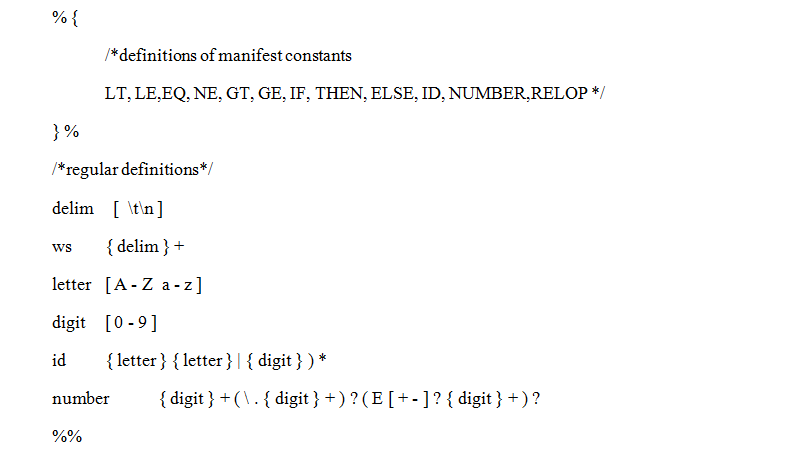 % {
/*definitions of manifest constants
LT, LE,EQ, NE, GT, GE, IF, THEN, ELSE, ID, NUMBER,RELOP */
} %
/*regular definitions*/
delim [ \t\n ]
ws { delim } +
letter [ A - Z a - z ]
digit [ 0 - 9 ]
id { letter } { letter } | { digit } ) *
number { digit } + ( \ . { digit } + ) ? ( E [ + - ] ? { digit } + ) ?
%%